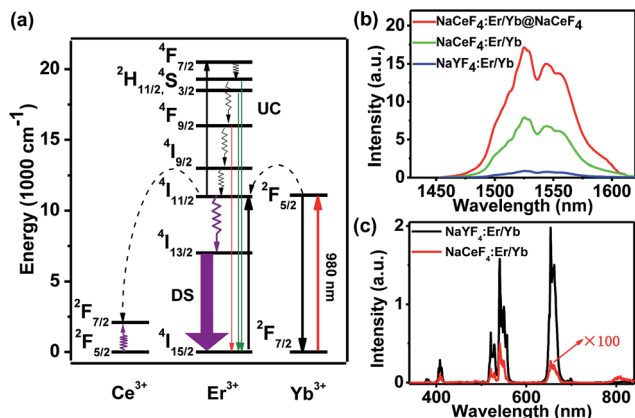 (a)
Energy (1000 cm⁻¹)
20
15
10
5
0
⁴F₇/₂
²H₁₁/₂, ⁴S₃/₂
⁴F₉/₂
⁴I₉/₂
⁴I₁₁/₂
⁴I₁₃/₂
⁴I₁₅/₂
UC
DS
²F₇/₂
²F₅/₂
²F₅/₂
²F₇/₂
980 nm
Ce³⁺ Er³⁺ Yb³⁺
(b)
Intensity (a.u.)
20
15
10
5
0
NaCeF₄:Er/Yb@NaCeF₄
NaCeF₄:Er/Yb
NaYF₄:Er/Yb
1450 1500 1550 1600
Wavelength (nm)
(c)
Intensity (a.u.)
2
1
0
NaYF₄:Er/Yb
NaCeF₄:Er/Yb
×100
400 600 800
Wavelength (nm)